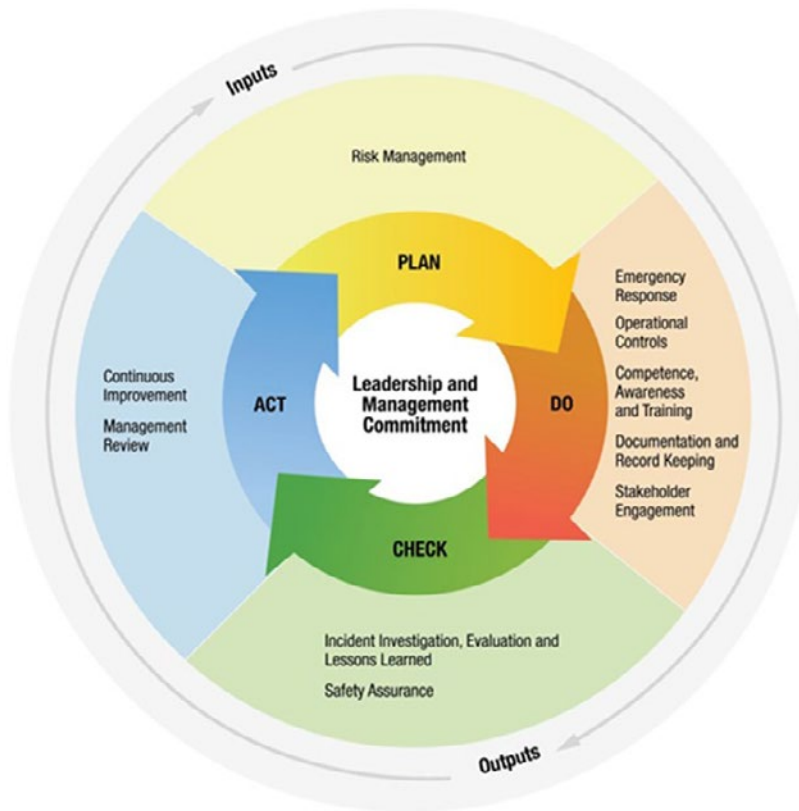 Inputs
Risk Management
PLAN
Emergency
Response
Operational
Controls
Competence,
Awareness
and Training
Documentation and
Record Keeping
Stakeholder
Engagement
DO
Leadership and
Management
Commitment
ACT
Continuous
Improvement
Management
Review
CHECK
Incident Investigation, Evaluation and
Lessons Learned
Safety Assurance
Outputs